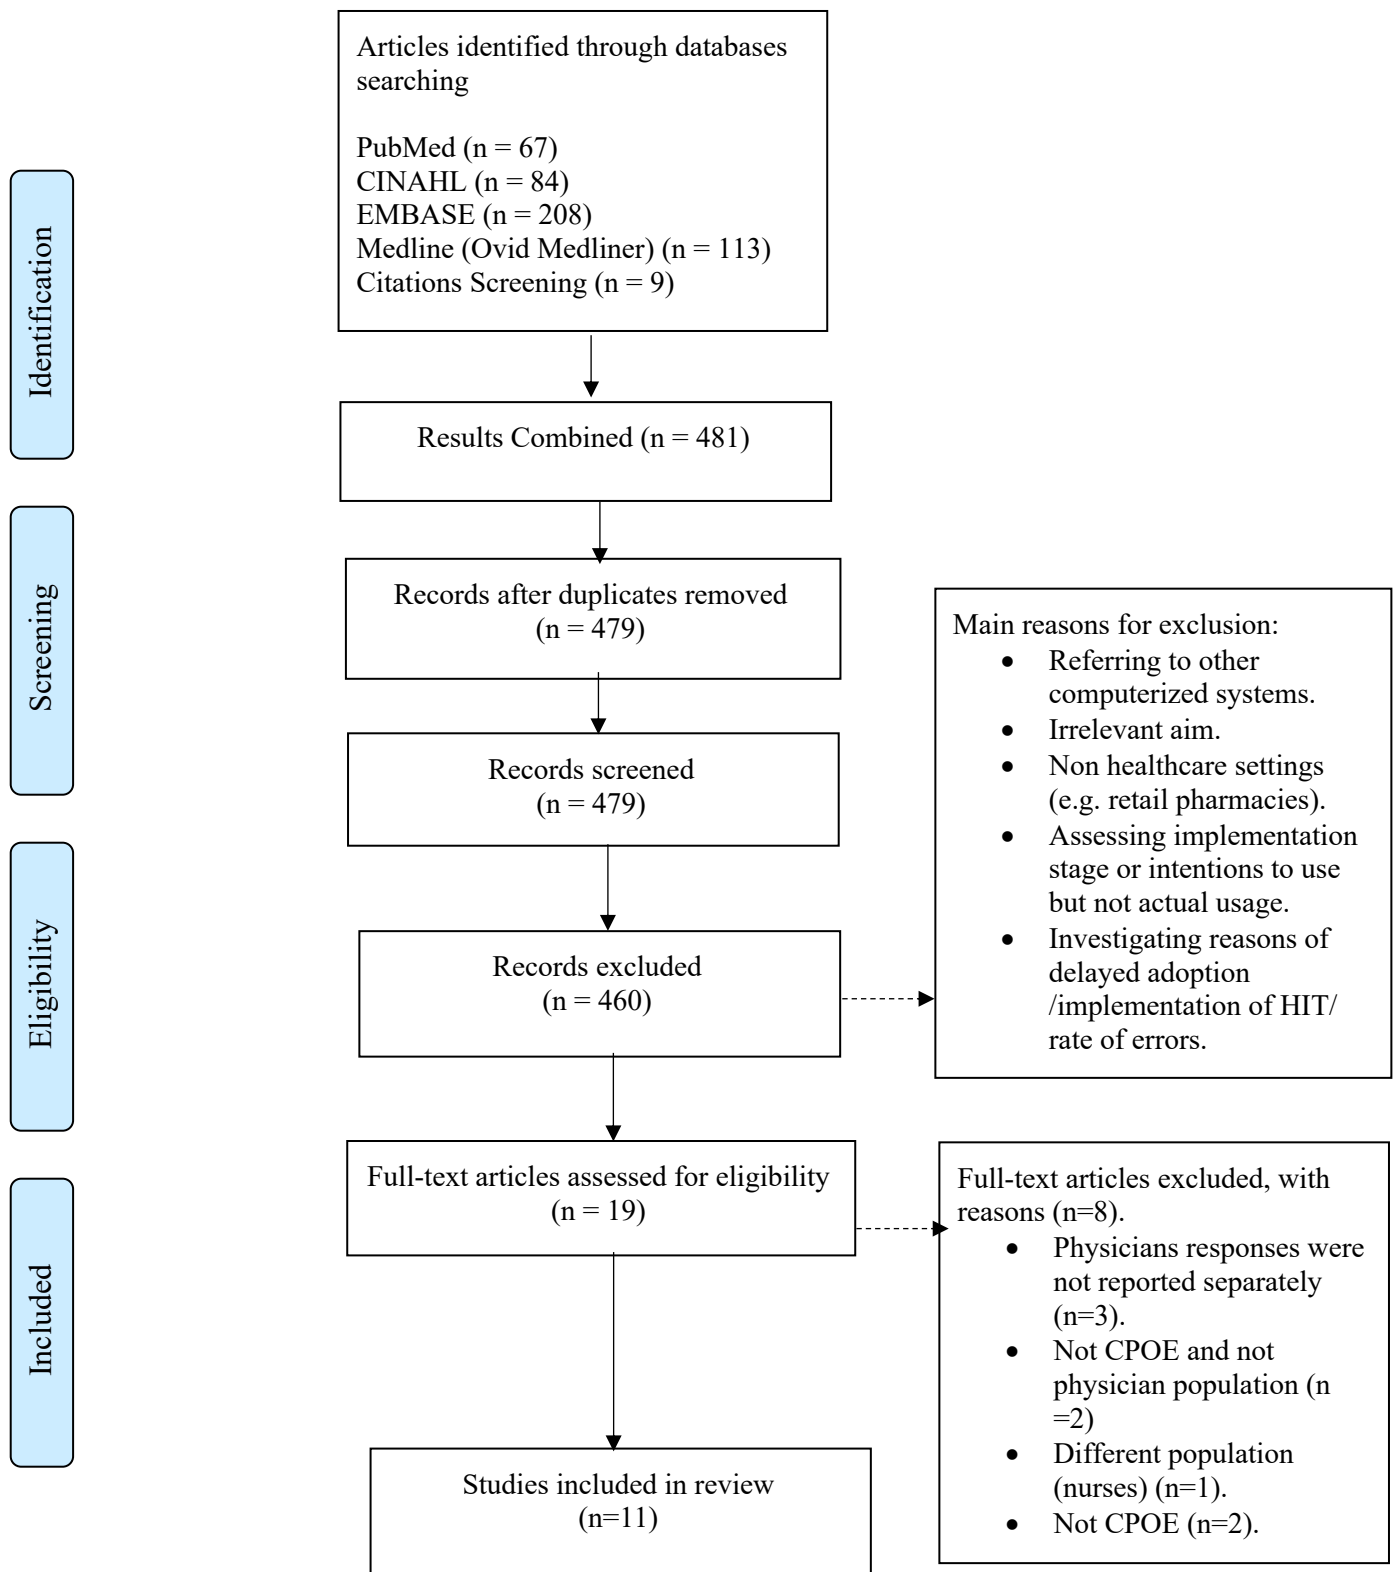 Articles identified through databases
searching
PubMed (n = 67)
CINAHL (n = 84)
EMBASE (n = 208)
Medline (Ovid Medliner) (n = 113)
Citations Screening (n = 9)
Identification
Results Combined (n = 481)
Screening
Records after duplicates removed
(n = 479)
Records screened
(n = 479)
Main reasons for exclusion:
• Referring to other
computerized systems.
• Irrelevant aim.
• Non healthcare settings
(e.g. retail pharmacies).
• Assessing implementation
stage or intentions to use
but not actual usage.
• Investigating reasons of
delayed adoption
/implementation of HIT/
rate of errors.
Eligibility
Records excluded
(n = 460)
Full-text articles assessed for eligibility
(n = 19)
Full-text articles excluded, with
reasons (n=8).
• Physicians responses were
not reported separately
(n=3).
• Not CPOE and not
physician population (n
=2)
• Different population
(nurses) (n=1).
• Not CPOE (n=2).
Included
Studies included in review
(n=11)